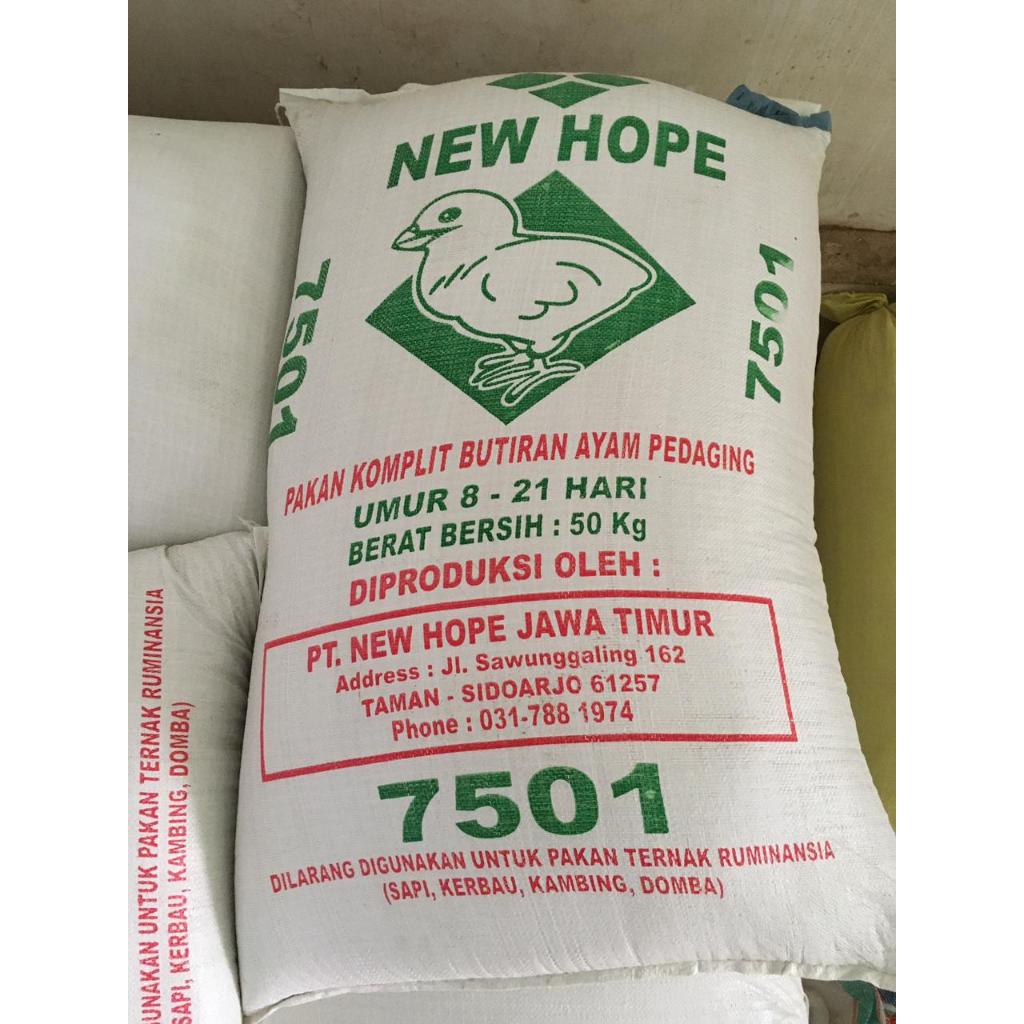 NEW HOPE
7501
7501
PAKAN KOMPLIT BUTIRAN AYAM PEDAGING
UMUR 8 - 21 HARI
BERAT BERSIH : 50 Kg
DIPRODUKSI OLEH :
PT. NEW HOPE JAWA TIMUR
Address : Jl. Sawunggaling 162
TAMAN - SIDOARJO 61257
Phone : 031-788 1974
7501
DILARANG DIGUNAKAN UNTUK PAKAN TERNAK RUMINANSIA
(SAPI, KERBAU, KAMBING, DOMBA)
UNTUK PAKAN TERNAK RUMINANSIA
SAPI, KERBAU, KAMBING, DOMBA)